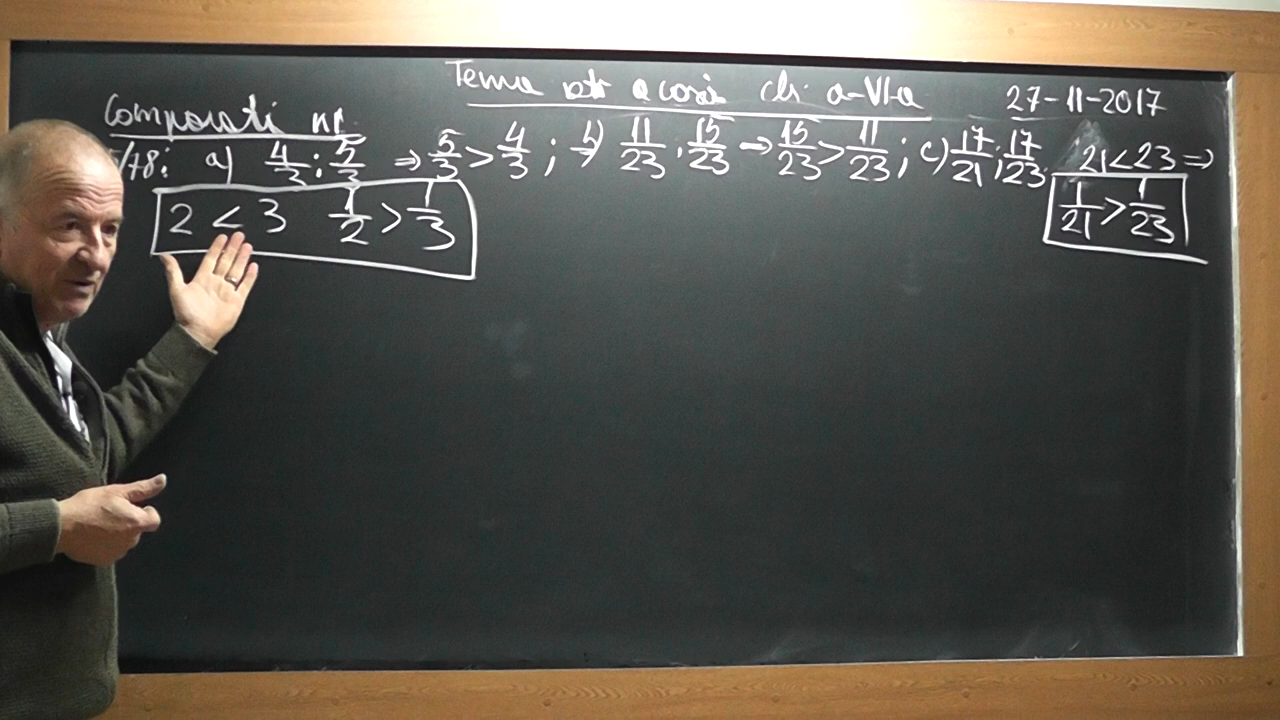 Tema pt acasă cls a-VI-a 27-11-2017
Comparați nr
/78: a) 4/3 ; 5/3 ⇒ 5/3 > 4/3 ; b) 11/23 ; 15/23 ⇒ 15/23 > 11/23 ; c) 17/21 ; 17/23 21 < 23 ⇒
2 < 3 1/2 > 1/3 1/21 > 1/23